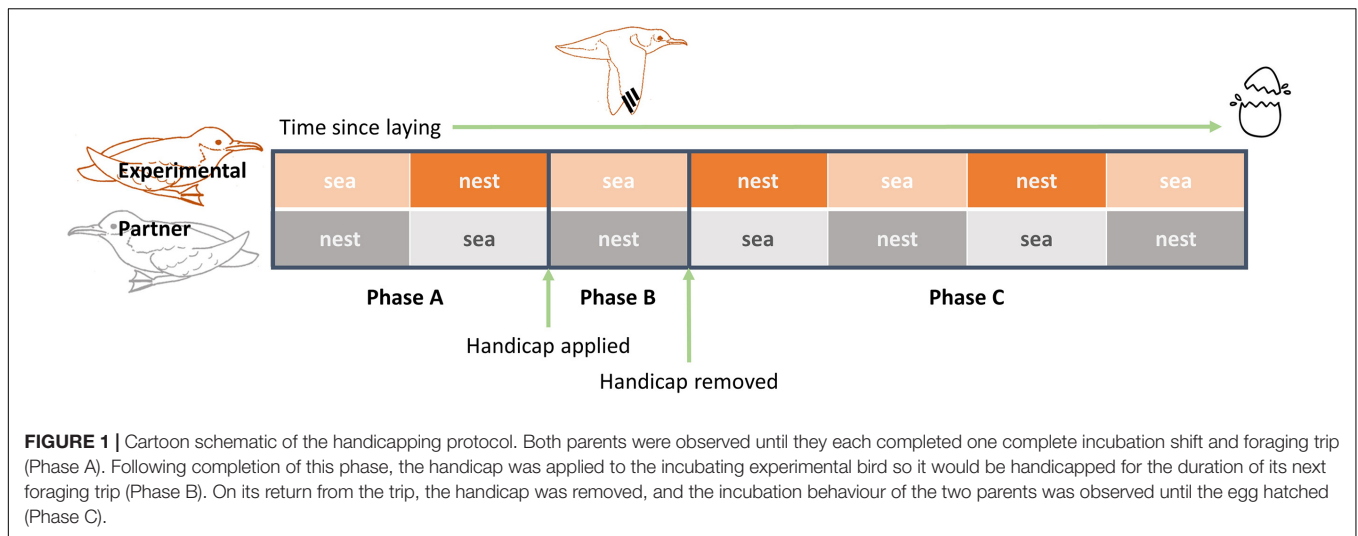 Time since laying
Experimental
sea nest sea nest sea nest sea
Partner
nest sea nest sea nest sea nest
Phase A Phase B Phase C
Handicap applied
Handicap removed
FIGURE 1 | Cartoon schematic of the handicapping protocol. Both parents were observed until they each completed one complete incubation shift and foraging trip
(Phase A). Following completion of this phase, the handicap was applied to the incubating experimental bird so it would be handicapped for the duration of its next
foraging trip (Phase B). On its return from the trip, the handicap was removed, and the incubation behaviour of the two parents was observed until the egg hatched
(Phase C).